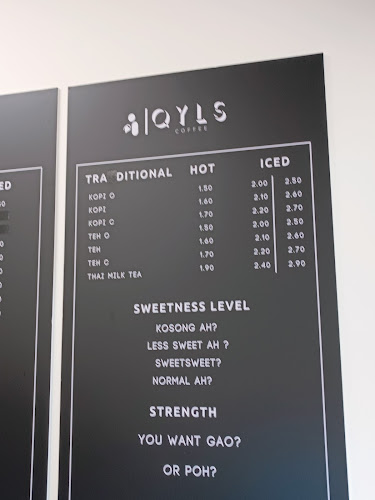 ED
QYLS
COFFEE
TRADITIONAL HOT ICED
KOPI O 1.50 2.00 2.50
KOPI 1.60 2.10 2.60
KOPI C 1.70 2.20 2.70
TEH O 1.50 2.00 2.50
TEH 1.60 2.10 2.60
TEH C 1.70 2.20 2.70
THAI MILK TEA 1.90 2.40 2.90
SWEETNESS LEVEL
KOSONG AH?
LESS SWEET AH ?
SWEETSWEET?
NORMAL AH?
STRENGTH
YOU WANT GAO?
OR POH?